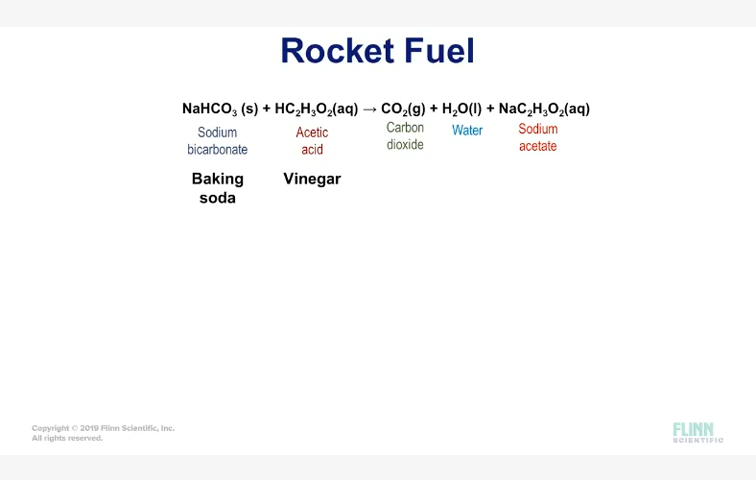 Rocket Fuel
NaHCO₃ (s) + HC₂H₃O₂(aq) → CO₂(g) + H₂O(l) + NaC₂H₃O₂(aq)
Sodium bicarbonate
Acetic acid
Carbon dioxide
Water
Sodium acetate
Baking soda
Vinegar
Copyright © 2019 Flinn Scientific, Inc.
All rights reserved.
FLINN
SCIENTIFIC